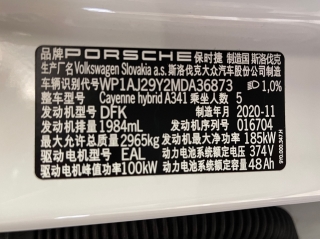 品牌 PORSCHE 保时捷 制造国 斯洛伐克
生产厂名 Volkswagen Slovakia a.s. 斯洛伐克大众汽车股份公司制造
车辆识别代号 WP1AJ29Y2MDA36873 1,0%
整车型号 Cayenne hybrid A341 乘坐人数 5
发动机型号 DFK 制造年月 2020-11
发动机排量 1984ml 发动机号 016704
最大允许总质量 2965kg 发动机最大净功率 185kW
驱动电机型号 EAL 动力电池系统额定电压 374V
驱动电机峰值功率 100kW 动力电池系统额定容量 48Ah